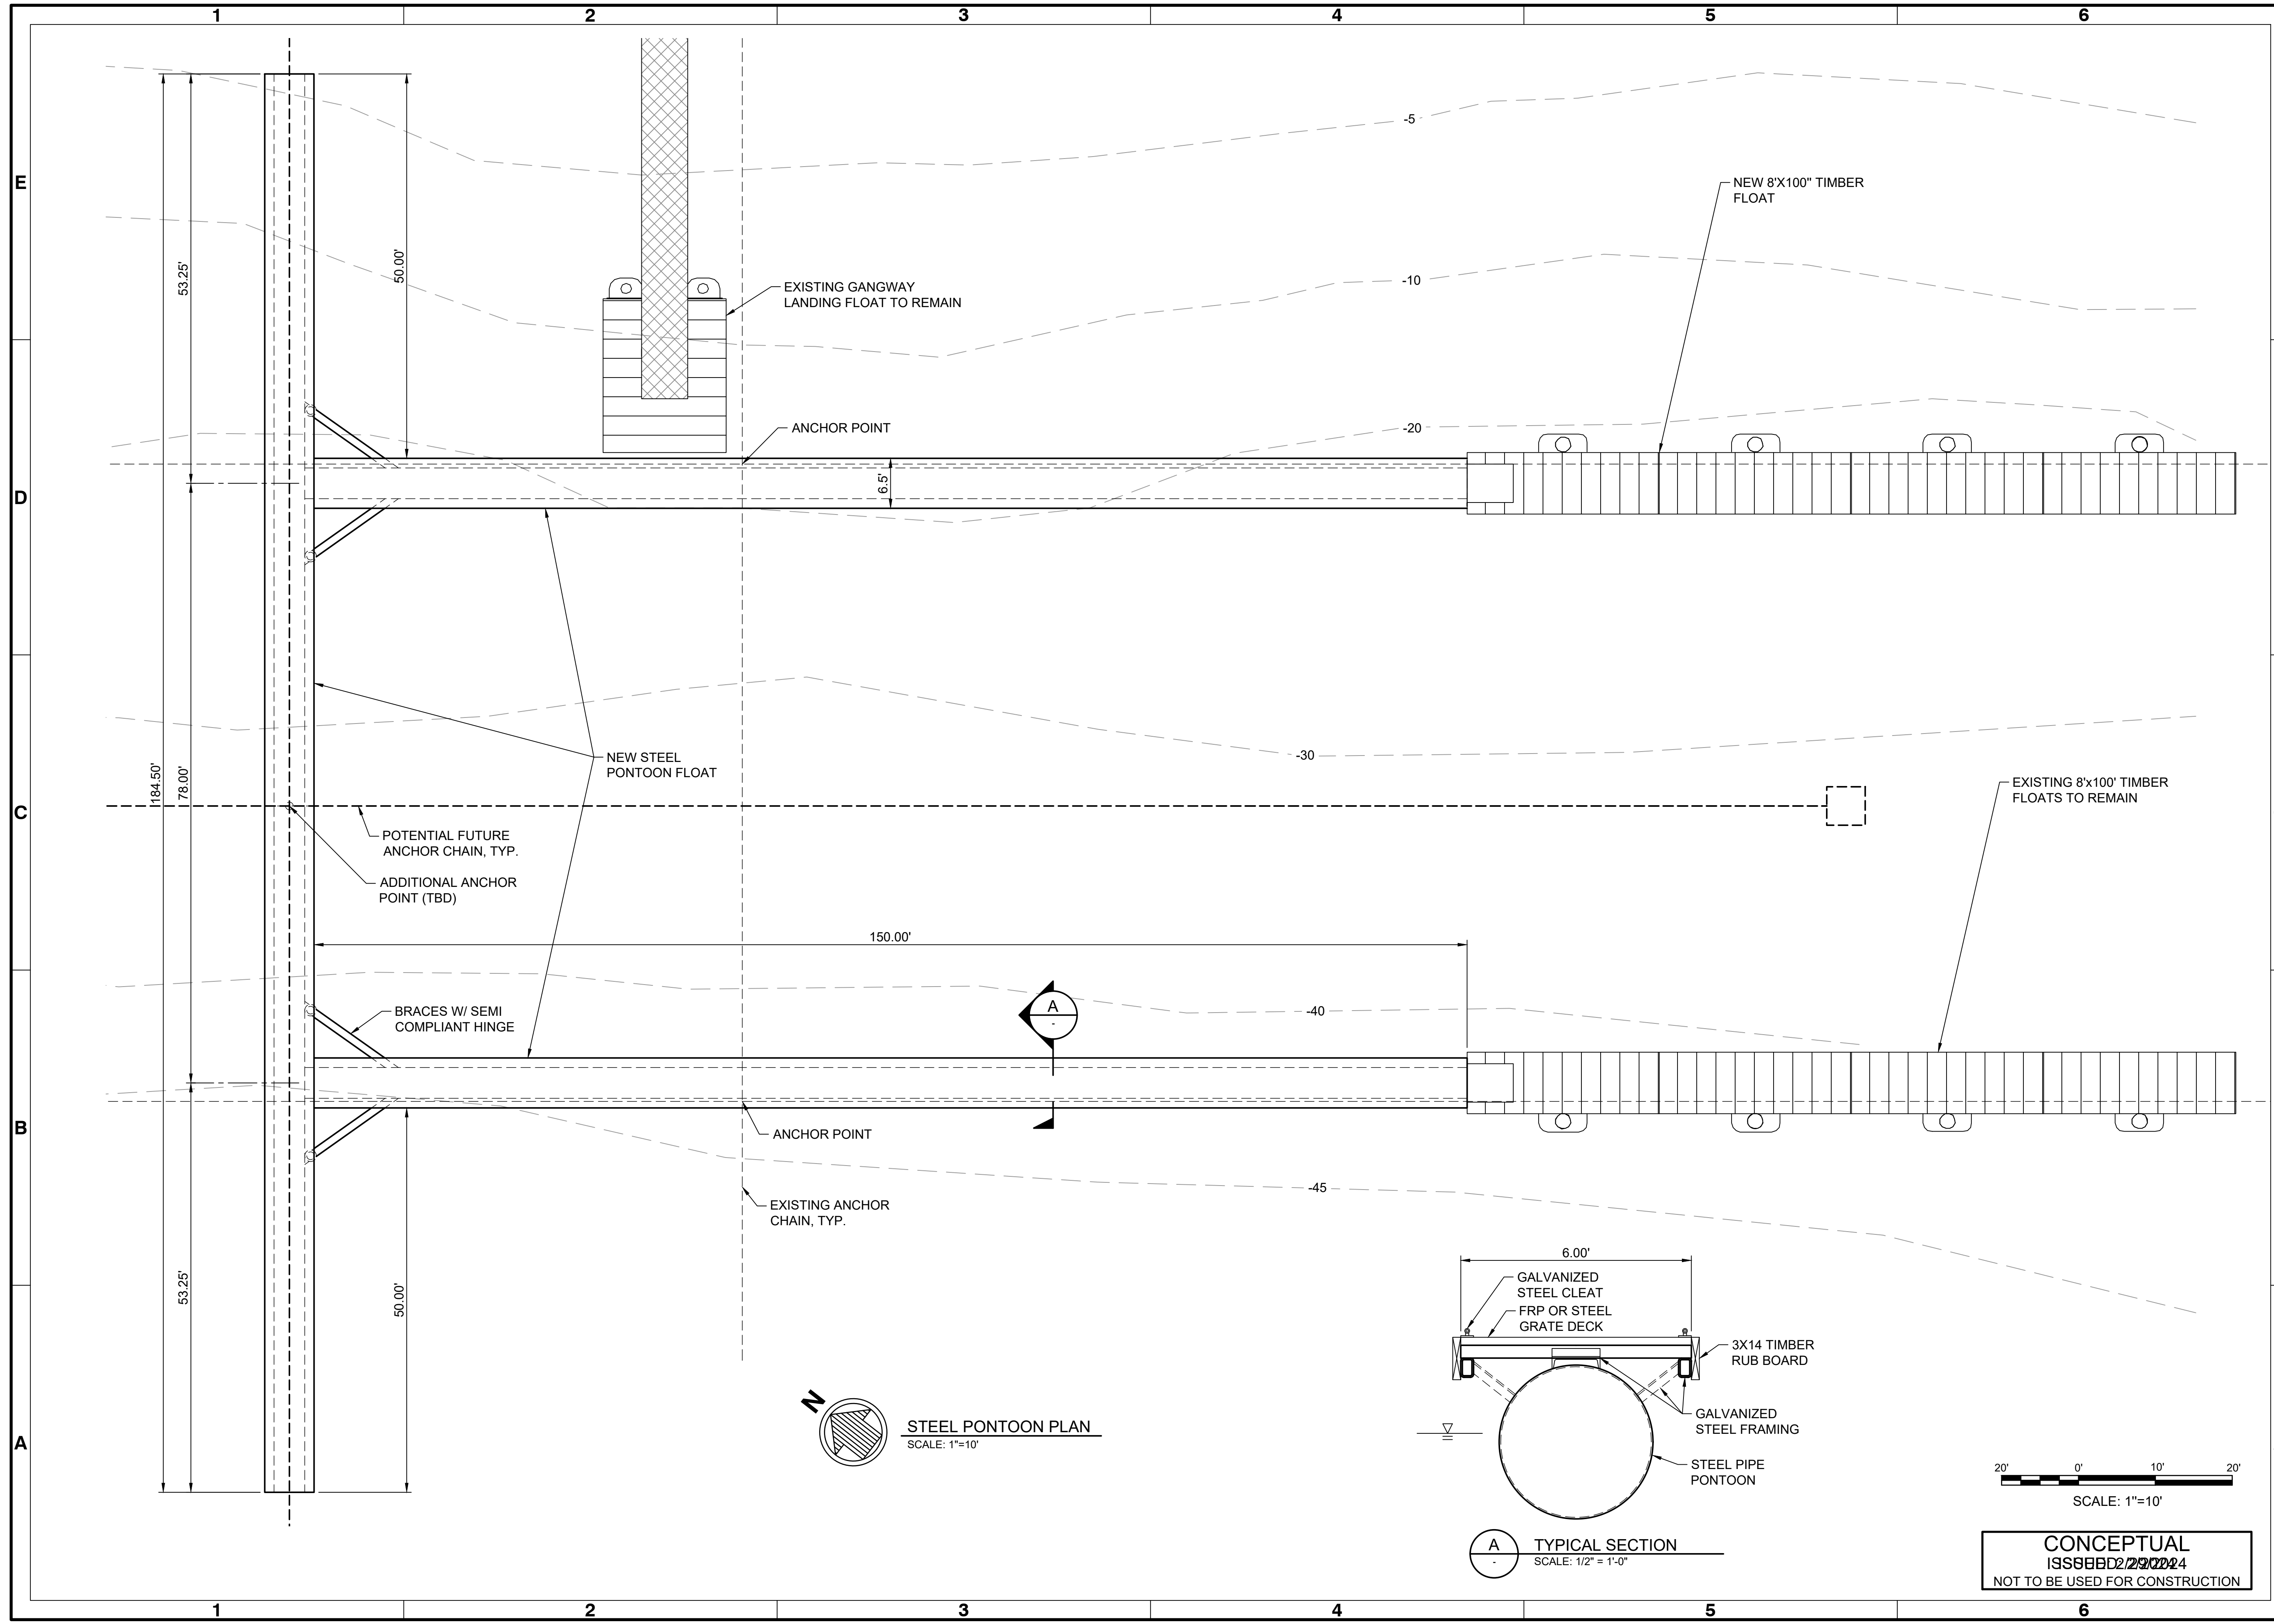 1 2 3 4 5 6
E
D
C
B
A
-5
NEW 8'X100" TIMBER
FLOAT
53.25'
50.00'
-10
EXISTING GANGWAY
LANDING FLOAT TO REMAIN
ANCHOR POINT
-20
6.5'
-30
NEW STEEL
PONTOON FLOAT
184.50'
78.00'
EXISTING 8'x100' TIMBER
FLOATS TO REMAIN
POTENTIAL FUTURE
ANCHOR CHAIN, TYP.
ADDITIONAL ANCHOR
POINT (TBD)
150.00'
BRACES W/ SEMI
COMPLIANT HINGE
A
-
-40
ANCHOR POINT
-45
EXISTING ANCHOR
CHAIN, TYP.
53.25'
50.00'
6.00'
GALVANIZED
STEEL CLEAT
FRP OR STEEL
GRATE DECK
3X14 TIMBER
RUB BOARD
GALVANIZED
STEEL FRAMING
STEEL PIPE
PONTOON
N
STEEL PONTOON PLAN
SCALE: 1"=10'
A
-
TYPICAL SECTION
SCALE: 1/2" = 1'-0"
20' 0' 10' 20'
SCALE: 1"=10'
CONCEPTUAL
NOT TO BE USED FOR CONSTRUCTION
1 2 3 4 5 6